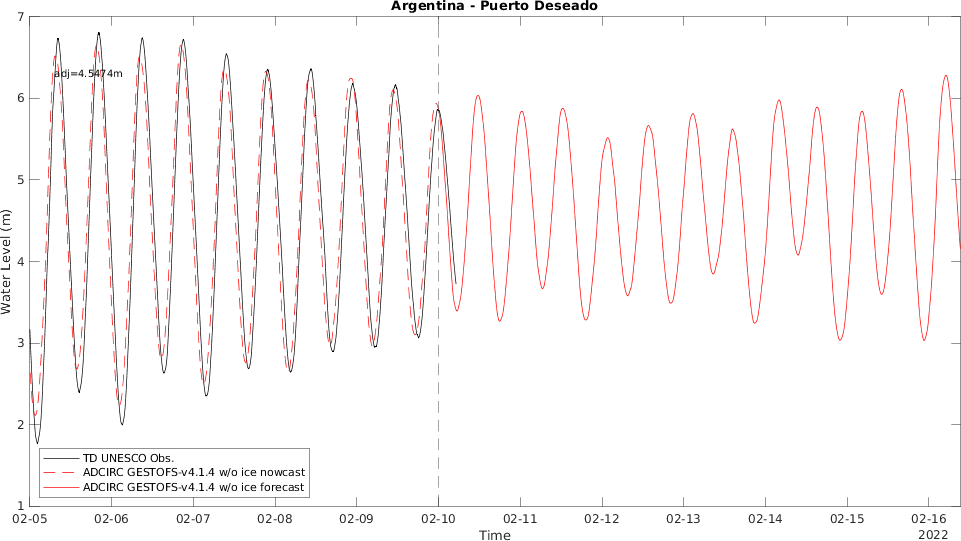 Argentina - Puerto Deseado
7
6
5
4
3
2
1
Water Level (m)
adj=4.5474m
TD UNESCO Obs.
ADCIRC GESTOFS-v4.1.4 w/o ice nowcast
ADCIRC GESTOFS-v4.1.4 w/o ice forecast
02-05 02-06 02-07 02-08 02-09 02-10 02-11 02-12 02-13 02-14 02-15 02-16
Time
2022